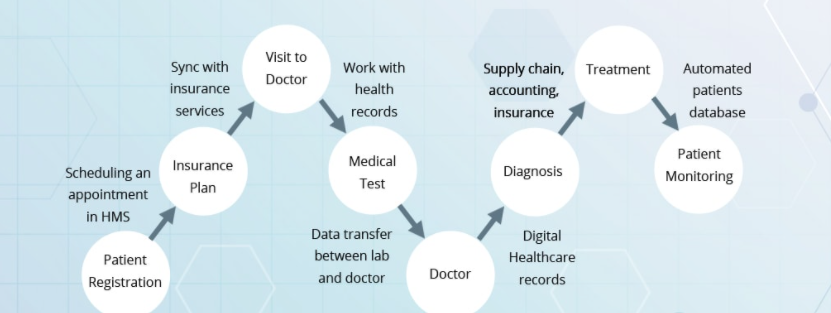 Patient
Registration
Scheduling an
appointment
in HMS
Insurance
Plan
Sync with
insurance
services
Visit to
Doctor
Work with
health
records
Medical
Test
Data transfer
between lab
and doctor
Doctor
Digital
Healthcare
records
Diagnosis
Supply chain,
accounting,
insurance
Treatment
Automated
patients
database
Patient
Monitoring